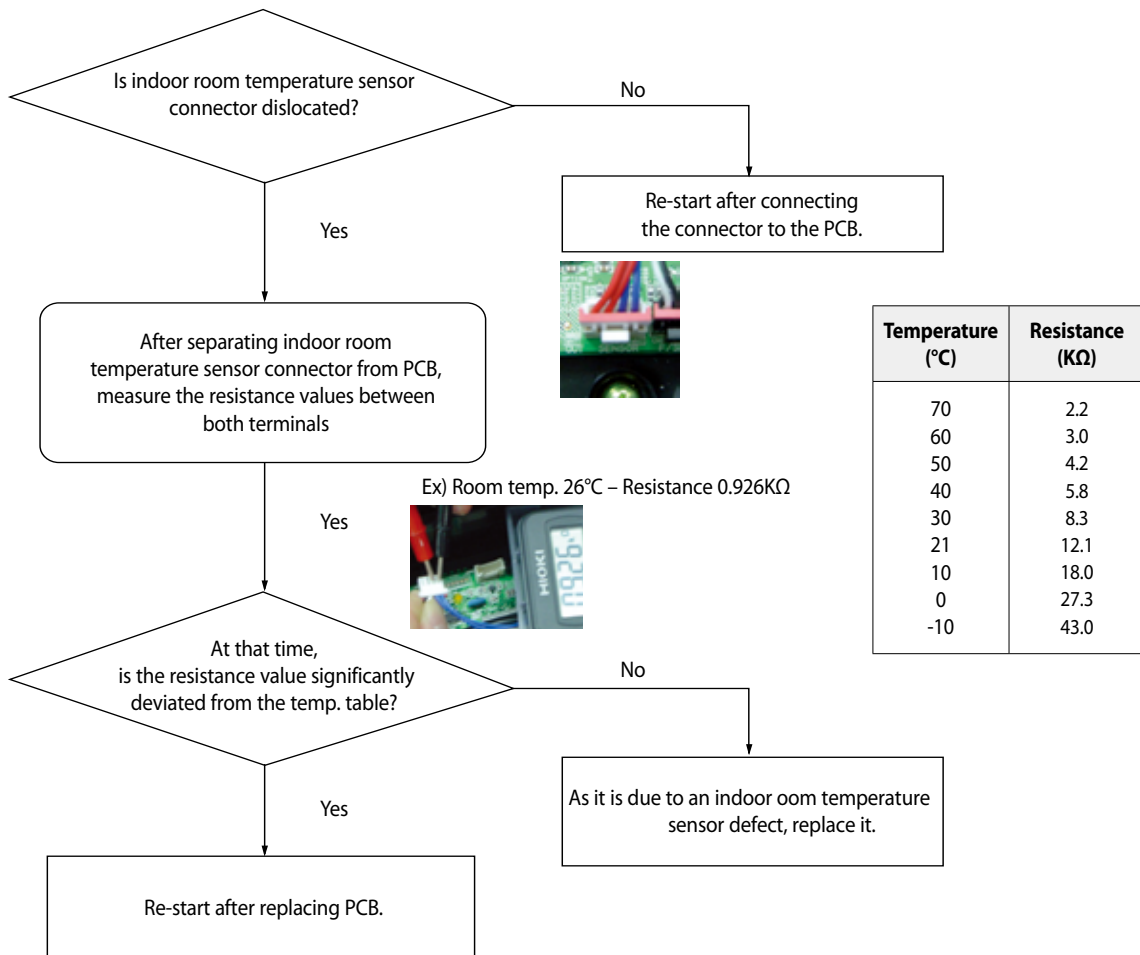 Is indoor room temperature sensor
connector dislocated?
No
Re-start after connecting
the connector to the PCB.
Yes
After separating indoor room
temperature sensor connector from PCB,
measure the resistance values between
both terminals
Temperature
(°C)
Resistance
(KΩ)
70 2.2
60 3.0
50 4.2
40 5.8
30 8.3
21 12.1
10 18.0
0 27.3
-10 43.0
Ex) Room temp. 26°C – Resistance 0.926KΩ
HIOKI
0.926
Yes
At that time,
is the resistance value significantly
deviated from the temp. table?
No
As it is due to an indoor oom temperature
sensor defect, replace it.
Yes
Re-start after replacing PCB.